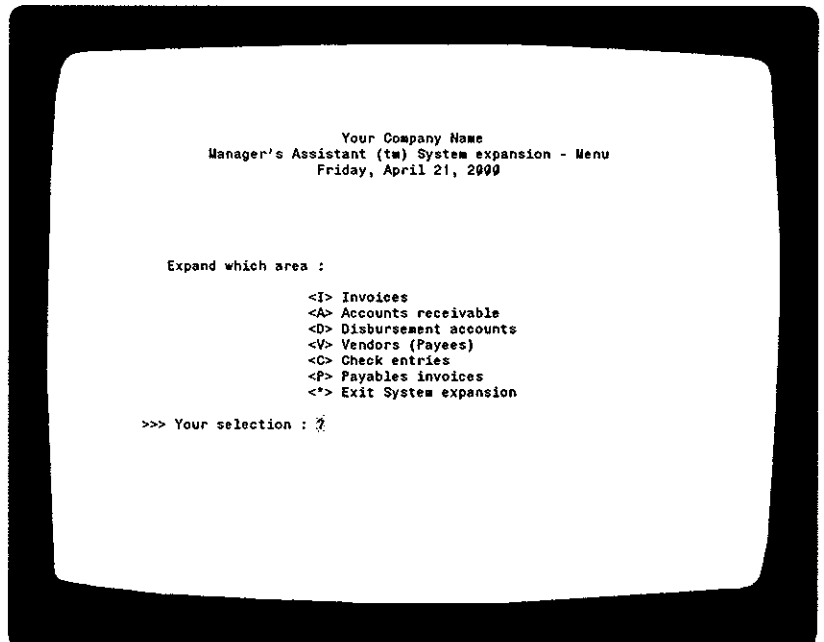 Your Company Name
Manager's Assistant (tm) System expansion - Menu
Friday, April 21, 2000
Expand which area :
<I> Invoices
<A> Accounts receivable
<D> Disbursement accounts
<V> Vendors (Payees)
<C> Check entries
<P> Payables invoices
<*> Exit System expansion
>>> Your selection : ?